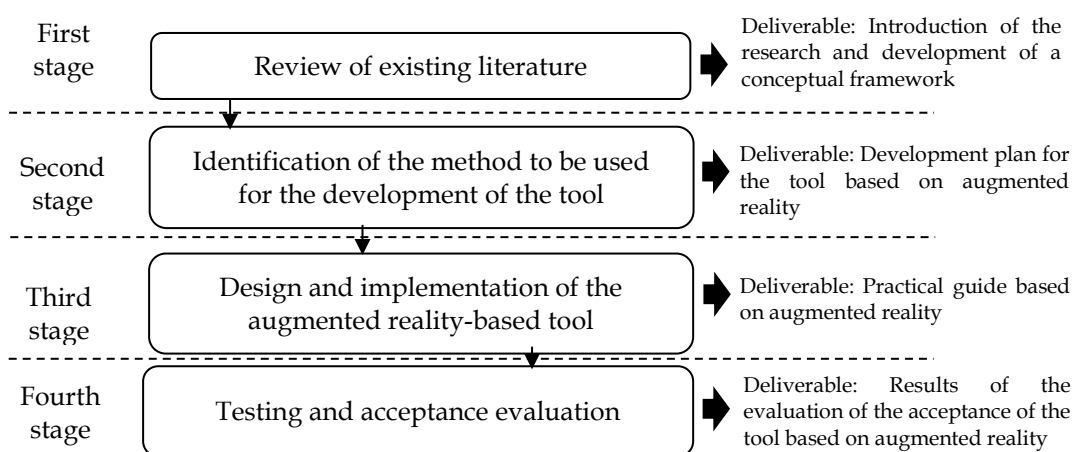 First
stage
Review of existing literature
Deliverable: Introduction of the
research and development of a
conceptual framework
Second
stage
Identification of the method to be used
for the development of the tool
Deliverable: Development plan for
the tool based on augmented
reality
Third
stage
Design and implementation of the
augmented reality-based tool
Deliverable: Practical guide based
on augmented reality
Fourth
stage
Testing and acceptance evaluation
Deliverable: Results of the
evaluation of the acceptance of the
tool based on augmented reality